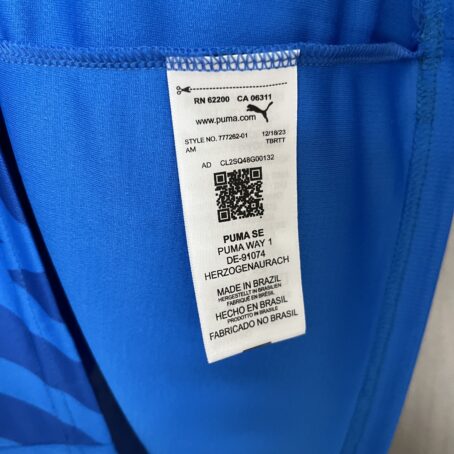 RN 62200 CA 06311
www.puma.com
STYLE NO. 777262-01 12/18/23
AM TBRT7
AD CL2SQ48G00132
PUMA SE
PUMA WAY 1
DE-91074
HERZOGENAURACH
MADE IN BRAZIL
HERGESTELLT IN BRASILIEN
FABRIQUÉ EN BRÉSIL
HECHO EN BRASIL
PRODOTTO IN BRASILE
FABRICADO NO BRASIL